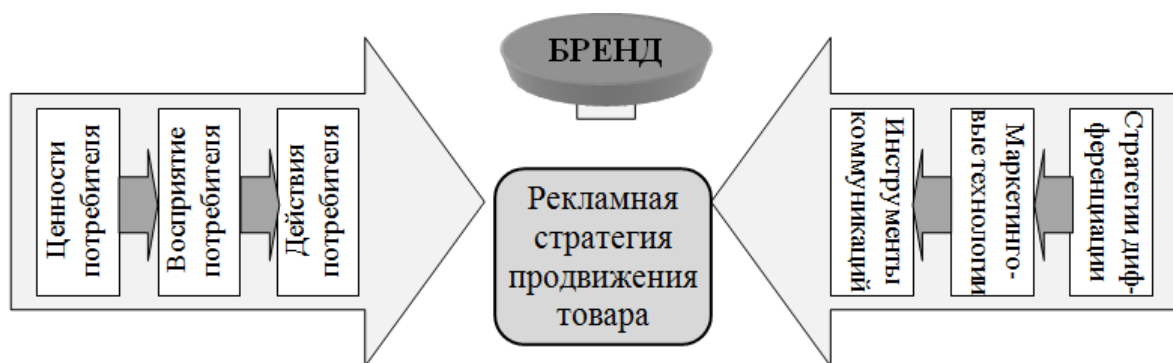 БРЕНД
Ценности
потребителя
Восприятие
потребителя
Действия
потребителя
Рекламная
стратегия
продвижения
товара
Инструменты
коммуникаций
Маркетинго-
вые технологии
Стратегии диф-
ференциации